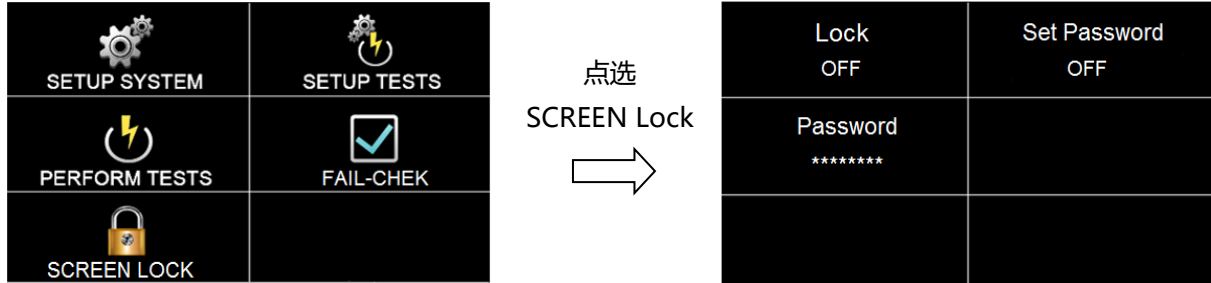 SETUP SYSTEM
SETUP TESTS
PERFORM TESTS
FAIL-CHEK
SCREEN LOCK
点选
SCREEN Lock
Lock
OFF
Set Password
OFF
Password
********